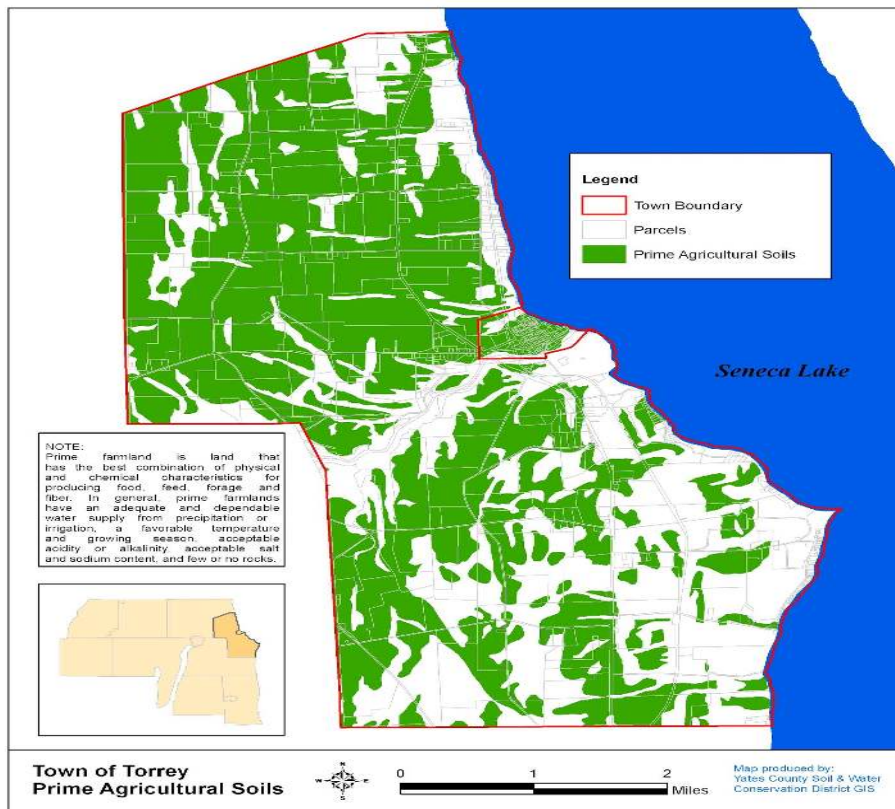 Legend
Town Boundary
Parcels
Prime Agricultural Soils
Seneca Lake
NOTE:
Prime farmland is land that
has the best combination of physical
and chemical characteristics for
producing food, feed, forage and
fiber. In general, prime farmlands
have an adequate and dependable
water supply from precipitation or
irrigation, a favorable temperature
and growing season, acceptable
acidity or alkalinity, acceptable salt
and sodium content, and few or no rocks.
Town of Torrey
Prime Agricultural Soils
N
W E
S
0 1 2
Miles
Map produced by:
Yates County Soil & Water
Conservation District GIS